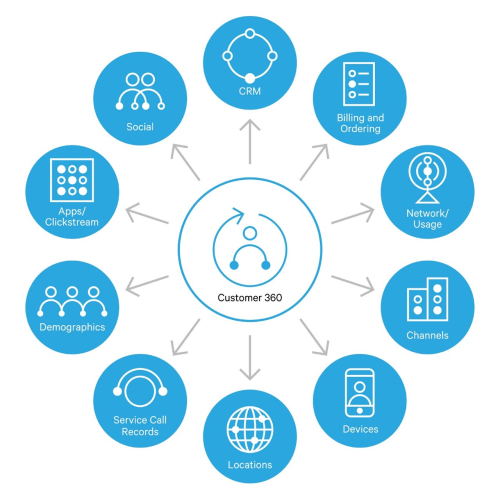 CRM
Social
Billing and
Ordering
Apps/
Clickstream
Network/
Usage
Customer 360
Demographics
Channels
Service Call
Records
Devices
Locations